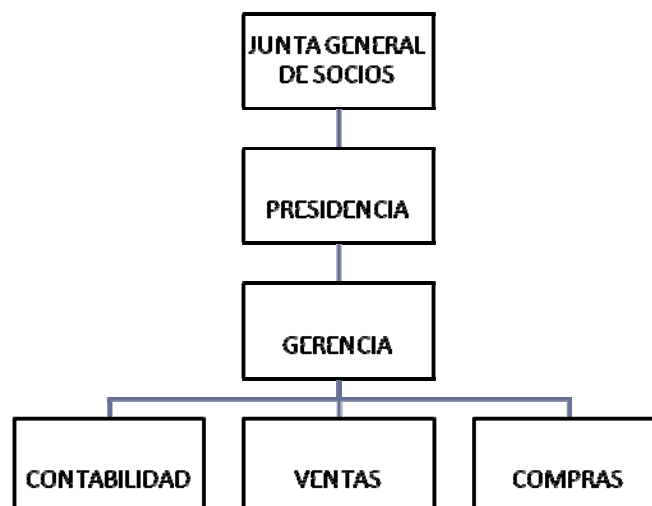 JUNTA GENERAL
DE SOCIOS
PRESIDENCIA
GERENCIA
CONTABILIDAD
VENTAS
COMPRAS